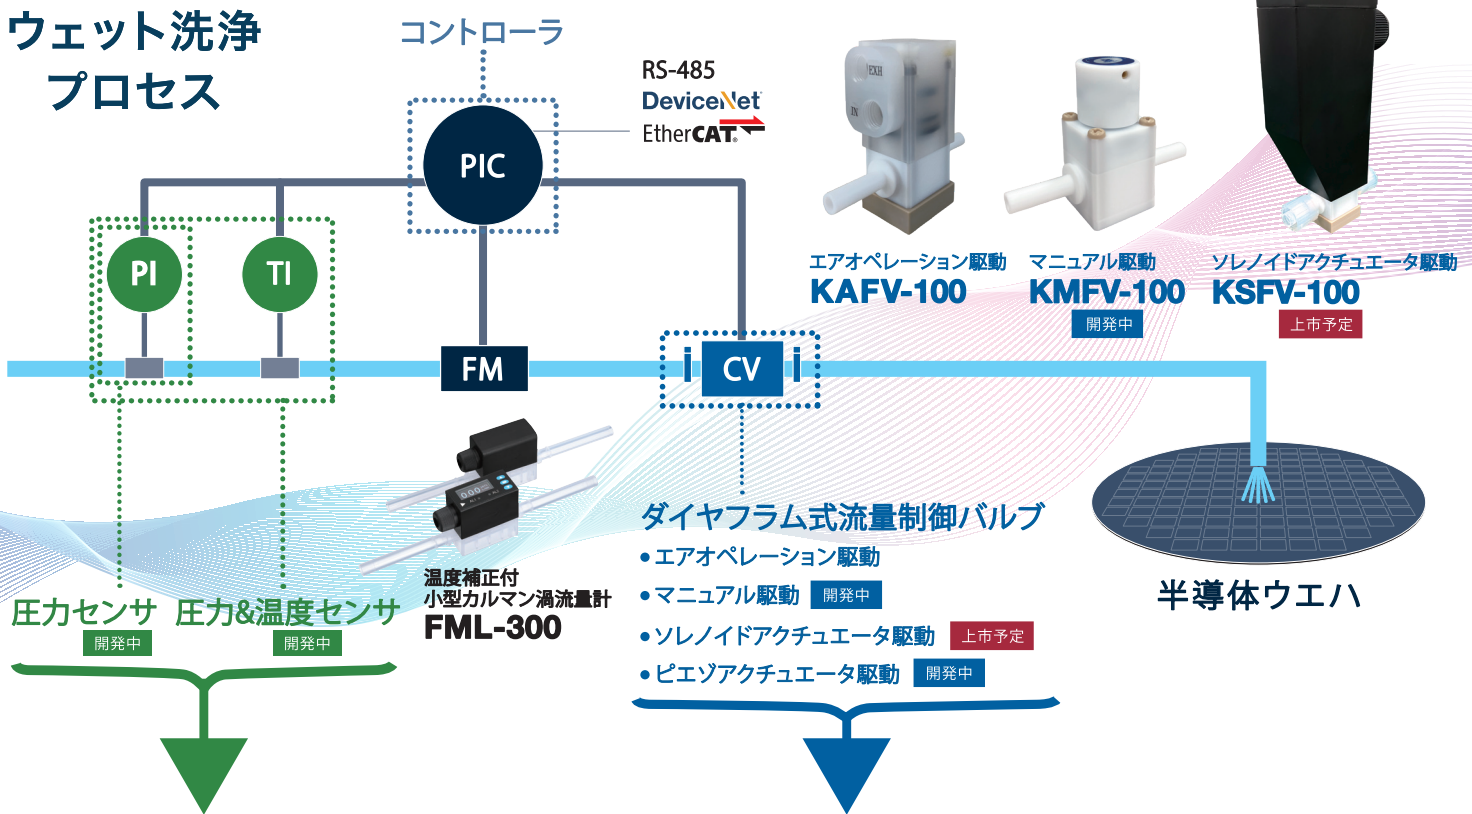 ウェット洗浄
プロセス
コントローラ
RS-485
DeviceNet
EtherCAT®
PIC
PI
TI
FM
CV
EXH
IN
エアオペレーション駆動
KAFV-100
マニュアル駆動
KMFV-100
開発中
ソレノイドアクチュエータ駆動
KSFV-100
上市予定
圧力センサ
開発中
圧力&温度センサ
開発中
000
温度補正付
小型カルマン渦流量計
FML-300
ダイヤフラム式流量制御バルブ
•エアオペレーション駆動
•マニュアル駆動 開発中
•ソレノイドアクチュエータ駆動 上市予定
•ピエゾアクチュエータ駆動 開発中
半導体ウエハ